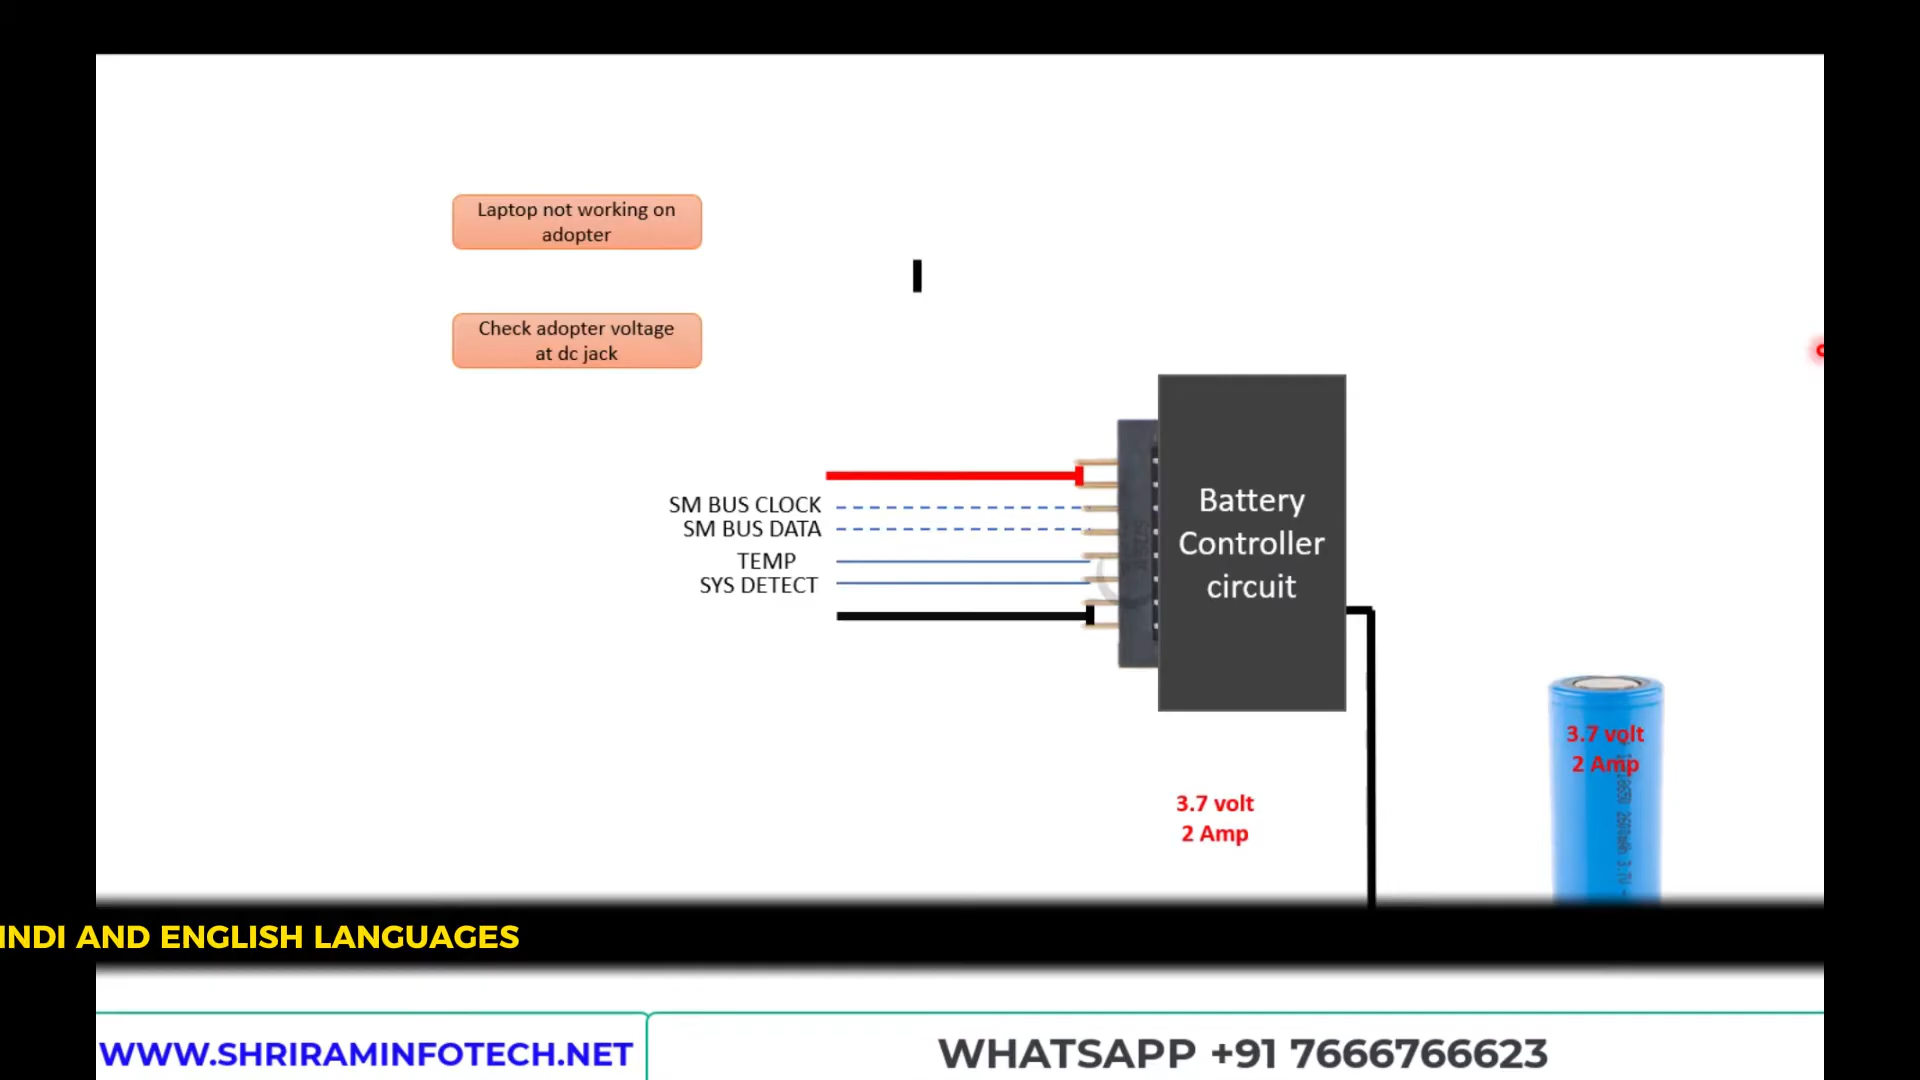 Laptop not working on
adopter
Check adopter voltage
at dc jack
SM BUS CLOCK
SM BUS DATA
TEMP
SYS DETECT
Battery
Controller
circuit
3.7 volt
2 Amp
3.7 volt
2 Amp
INDI AND ENGLISH LANGUAGES
WWW.SHRIRAMINFOTECH.NET
WHATSAPP +91 7666766623